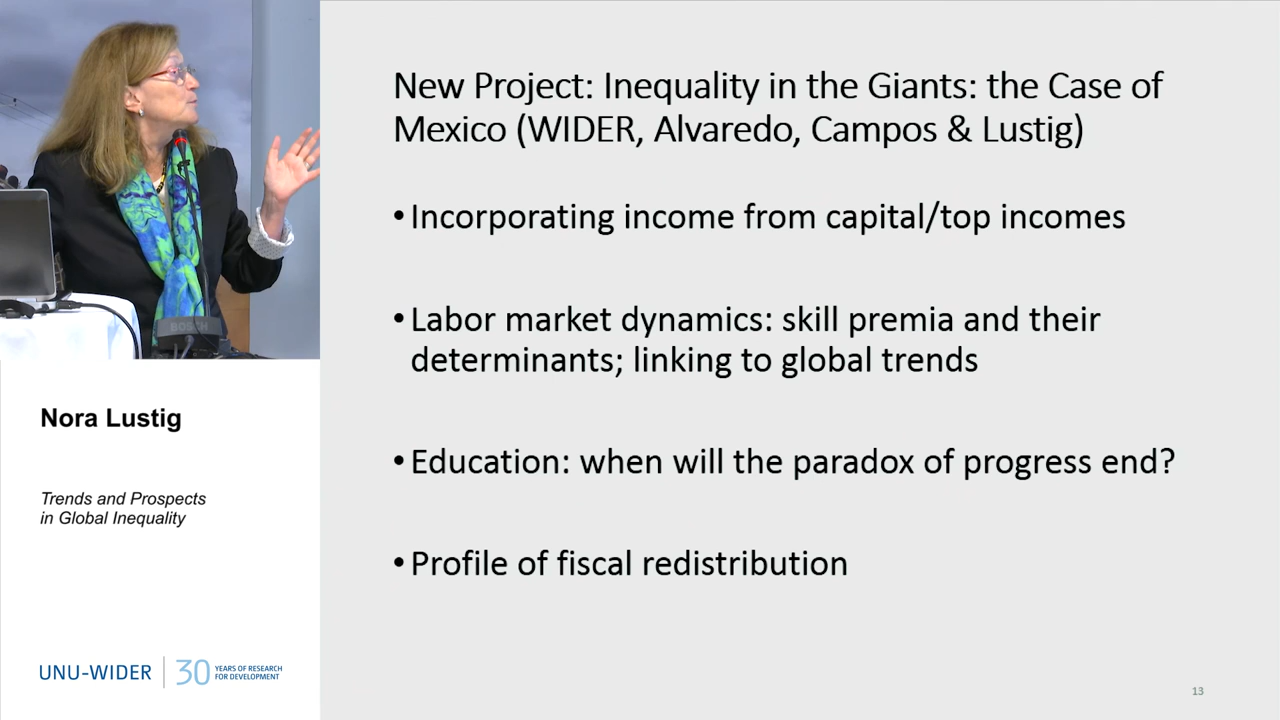 New Project: Inequality in the Giants: the Case of
Mexico (WIDER, Alvaredo, Campos & Lustig)
•Incorporating income from capital/top incomes
•Labor market dynamics: skill premia and their
determinants; linking to global trends
•Education: when will the paradox of progress end?
•Profile of fiscal redistribution
BOSCH
Nora Lustig
Trends and Prospects
in Global Inequality
UNU-WIDER
30
YEARS OF RESEARCH
FOR DEVELOPMENT
13